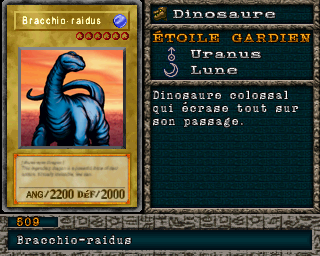 Bracchio-raidus
ANG/2200 DÉF/2000
Dinosaure
ÉTOILE GARDIEN
Uranus
Lune
Dinosaure colossal
qui écrase tout sur
son passage.
509
Bracchio-raidus